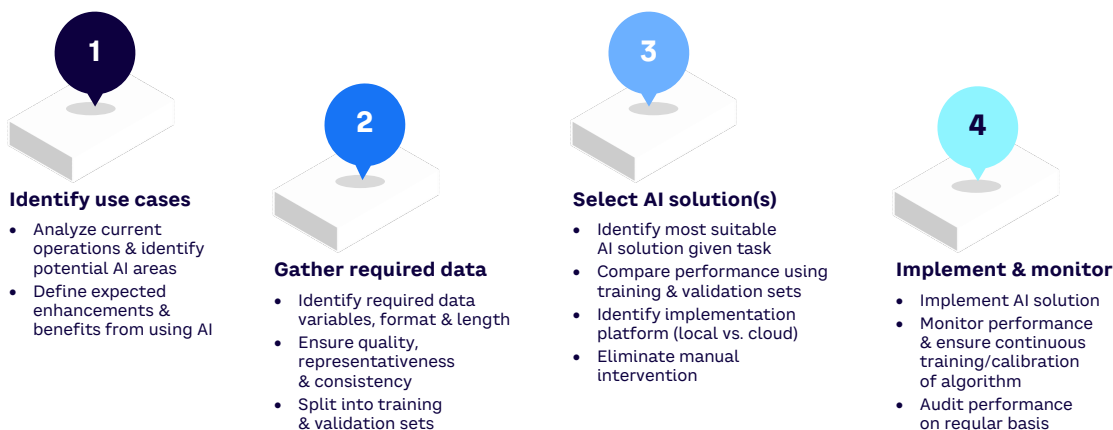 1
Identify use cases
• Analyze current
operations & identify
potential AI areas
• Define expected
enhancements &
benefits from using AI
2
Gather required data
• Identify required data
variables, format & length
• Ensure quality,
representativeness
& consistency
• Split into training
& validation sets
3
Select AI solution(s)
• Identify most suitable
AI solution given task
• Compare performance using
training & validation sets
• Identify implementation
platform (local vs. cloud)
• Eliminate manual
intervention
4
Implement & monitor
• Implement AI solution
• Monitor performance
& ensure continuous
training/calibration
of algorithm
• Audit performance
on regular basis